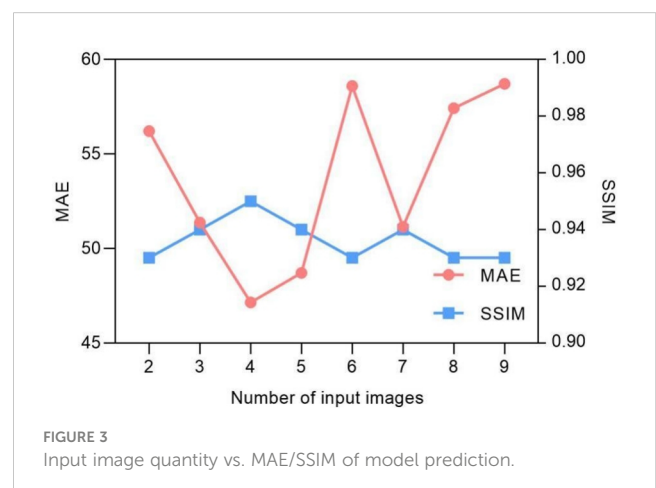 60
55
50
45
MAE
1.00
0.98
0.96
0.94
0.92
0.90
SSIM
MAE
SSIM
2 3 4 5 6 7 8 9
Number of input images
FIGURE 3
Input image quantity vs. MAE/SSIM of model prediction.